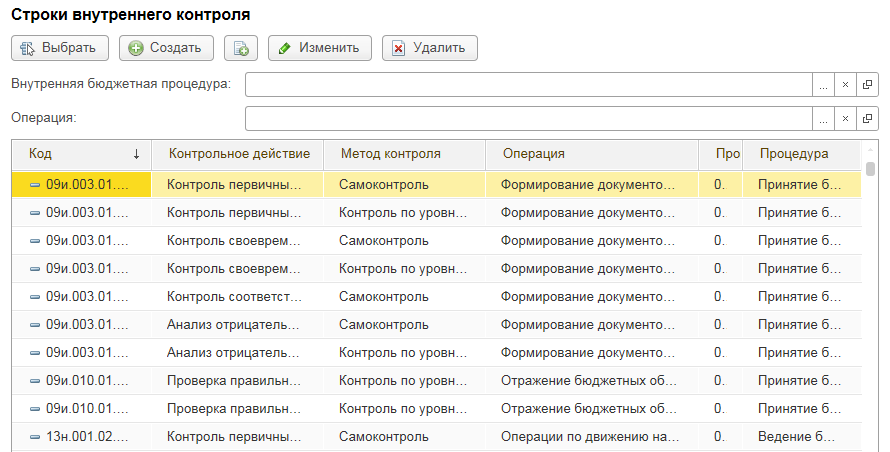 Строки внутреннего контроля
Выбрать Создать Изменить Удалить
Внутренняя бюджетная процедура: ... ×
Операция: ... ×
Код ↓ Контрольное действие Метод контроля Операция Про Процедура
09и.003.01.... Контроль первичны... Самоконтроль Формирование документо... 0. Принятие б...
09и.003.01.... Контроль первичны... Контроль по уровн... Формирование документо... 0. Принятие б...
09и.003.01.... Контроль своеврем... Самоконтроль Формирование документо... 0. Принятие б...
09и.003.01.... Контроль своеврем... Контроль по уровн... Формирование документо... 0. Принятие б...
09и.003.01.... Контроль соответст... Самоконтроль Формирование документо... 0. Принятие б...
09и.003.01.... Анализ отрицатель... Самоконтроль Формирование документо... 0. Принятие б...
09и.003.01.... Анализ отрицатель... Контроль по уровн... Формирование документо... 0. Принятие б...
09и.010.01.... Проверка правильн... Контроль по уровн... Отражение бюджетных об... 0. Принятие б...
09и.010.01.... Проверка правильн... Контроль по уровн... Отражение бюджетных об... 0. Принятие б...
13н.001.02.... Контроль первичны... Самоконтроль Операции по движению на... 0. Ведение б...